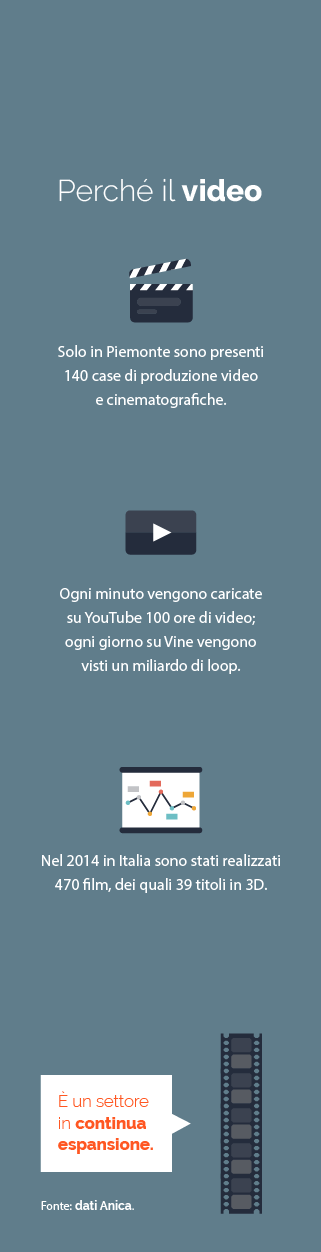 Perché il video
Solo in Piemonte sono presenti
140 case di produzione video
e cinematografiche.
Ogni minuto vengono caricate
su YouTube 100 ore di video;
ogni giorno su Vine vengono
visti un miliardo di loop.
Nel 2014 in Italia sono stati realizzati
470 film, dei quali 39 titoli in 3D.
È un settore
in continua
espansione.
Fonte: dati Anica.